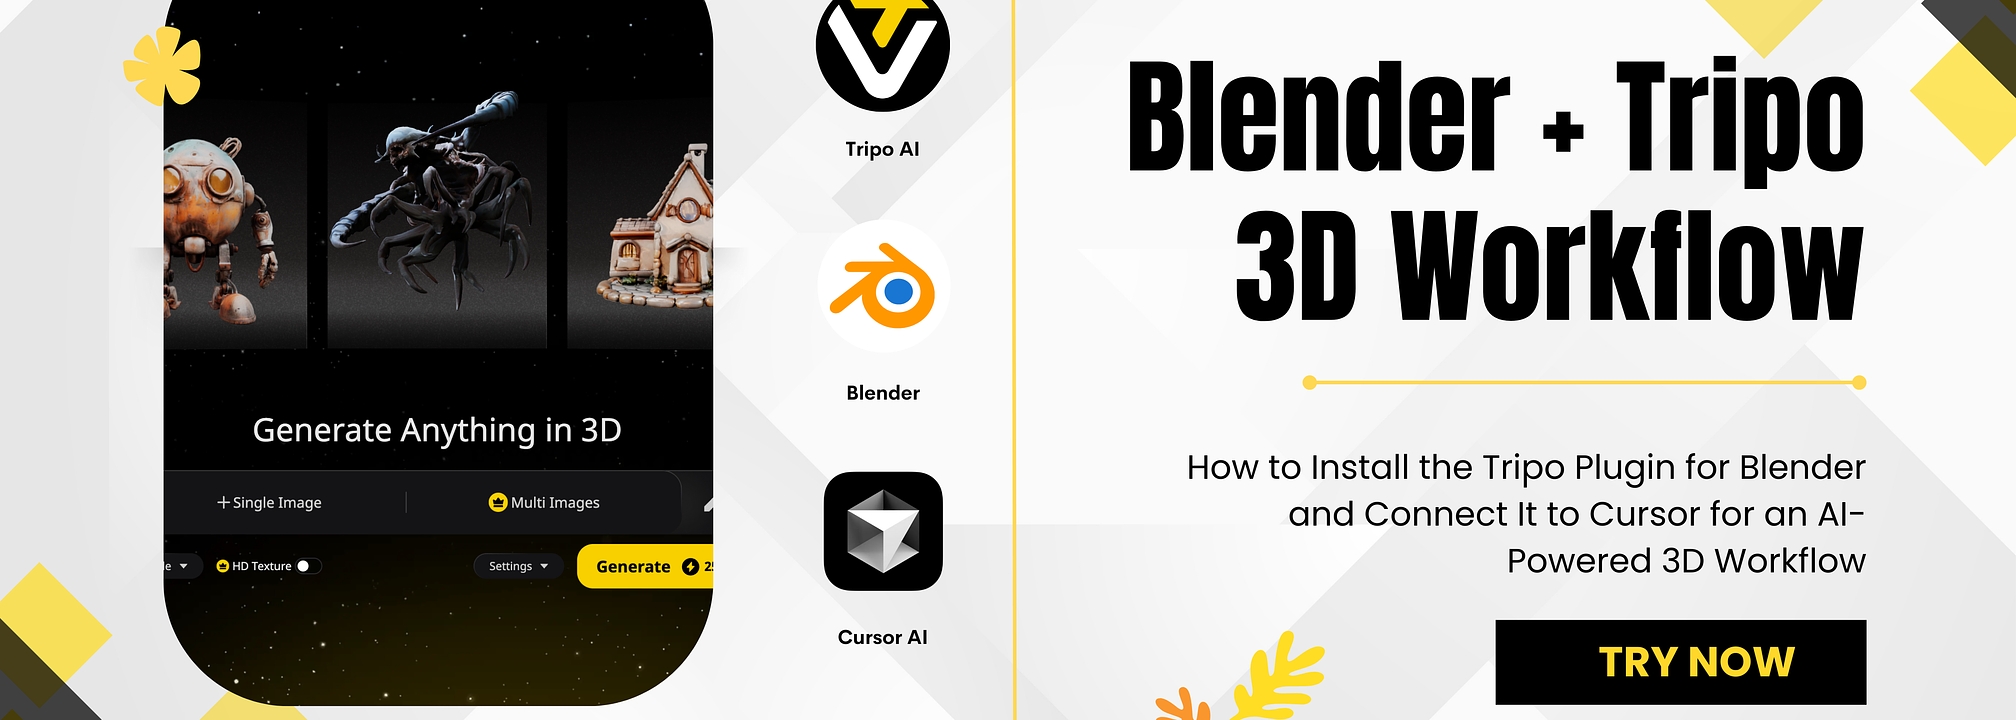 Generate Anything in 3D
Single Image
Multi Images
HD Texture
Settings
Generate
Tripo AI
Blender
Cursor AI
Blender + Tripo
3D Workflow
How to Install the Tripo Plugin for Blender
and Connect It to Cursor for an AI-
Powered 3D Workflow
TRY NOW